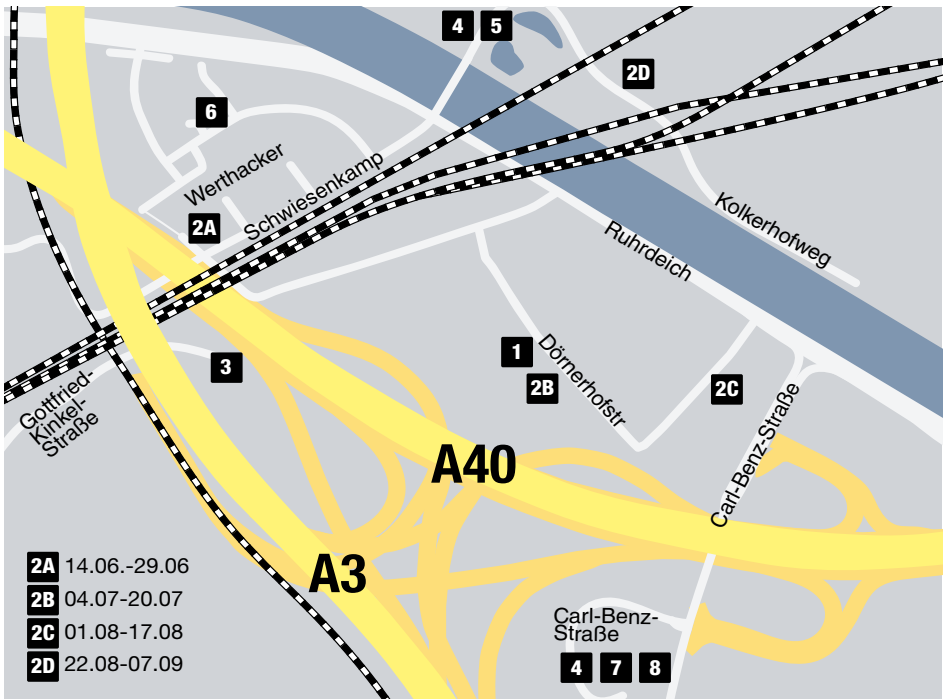 4 5
2D
6
Werthacker
Schwiesenkamp
2A
Kolkerhofweg
Ruhrdeich
1
Dörnerhofstr
2B
2C
3
Gottfried-
Kinkel-
Straße
A40
Carl-Benz-Straße
A3
2A 14.06.-29.06
2B 04.07-20.07
2C 01.08-17.08
2D 22.08-07.09
Carl-Benz-
Straße
4 7 8